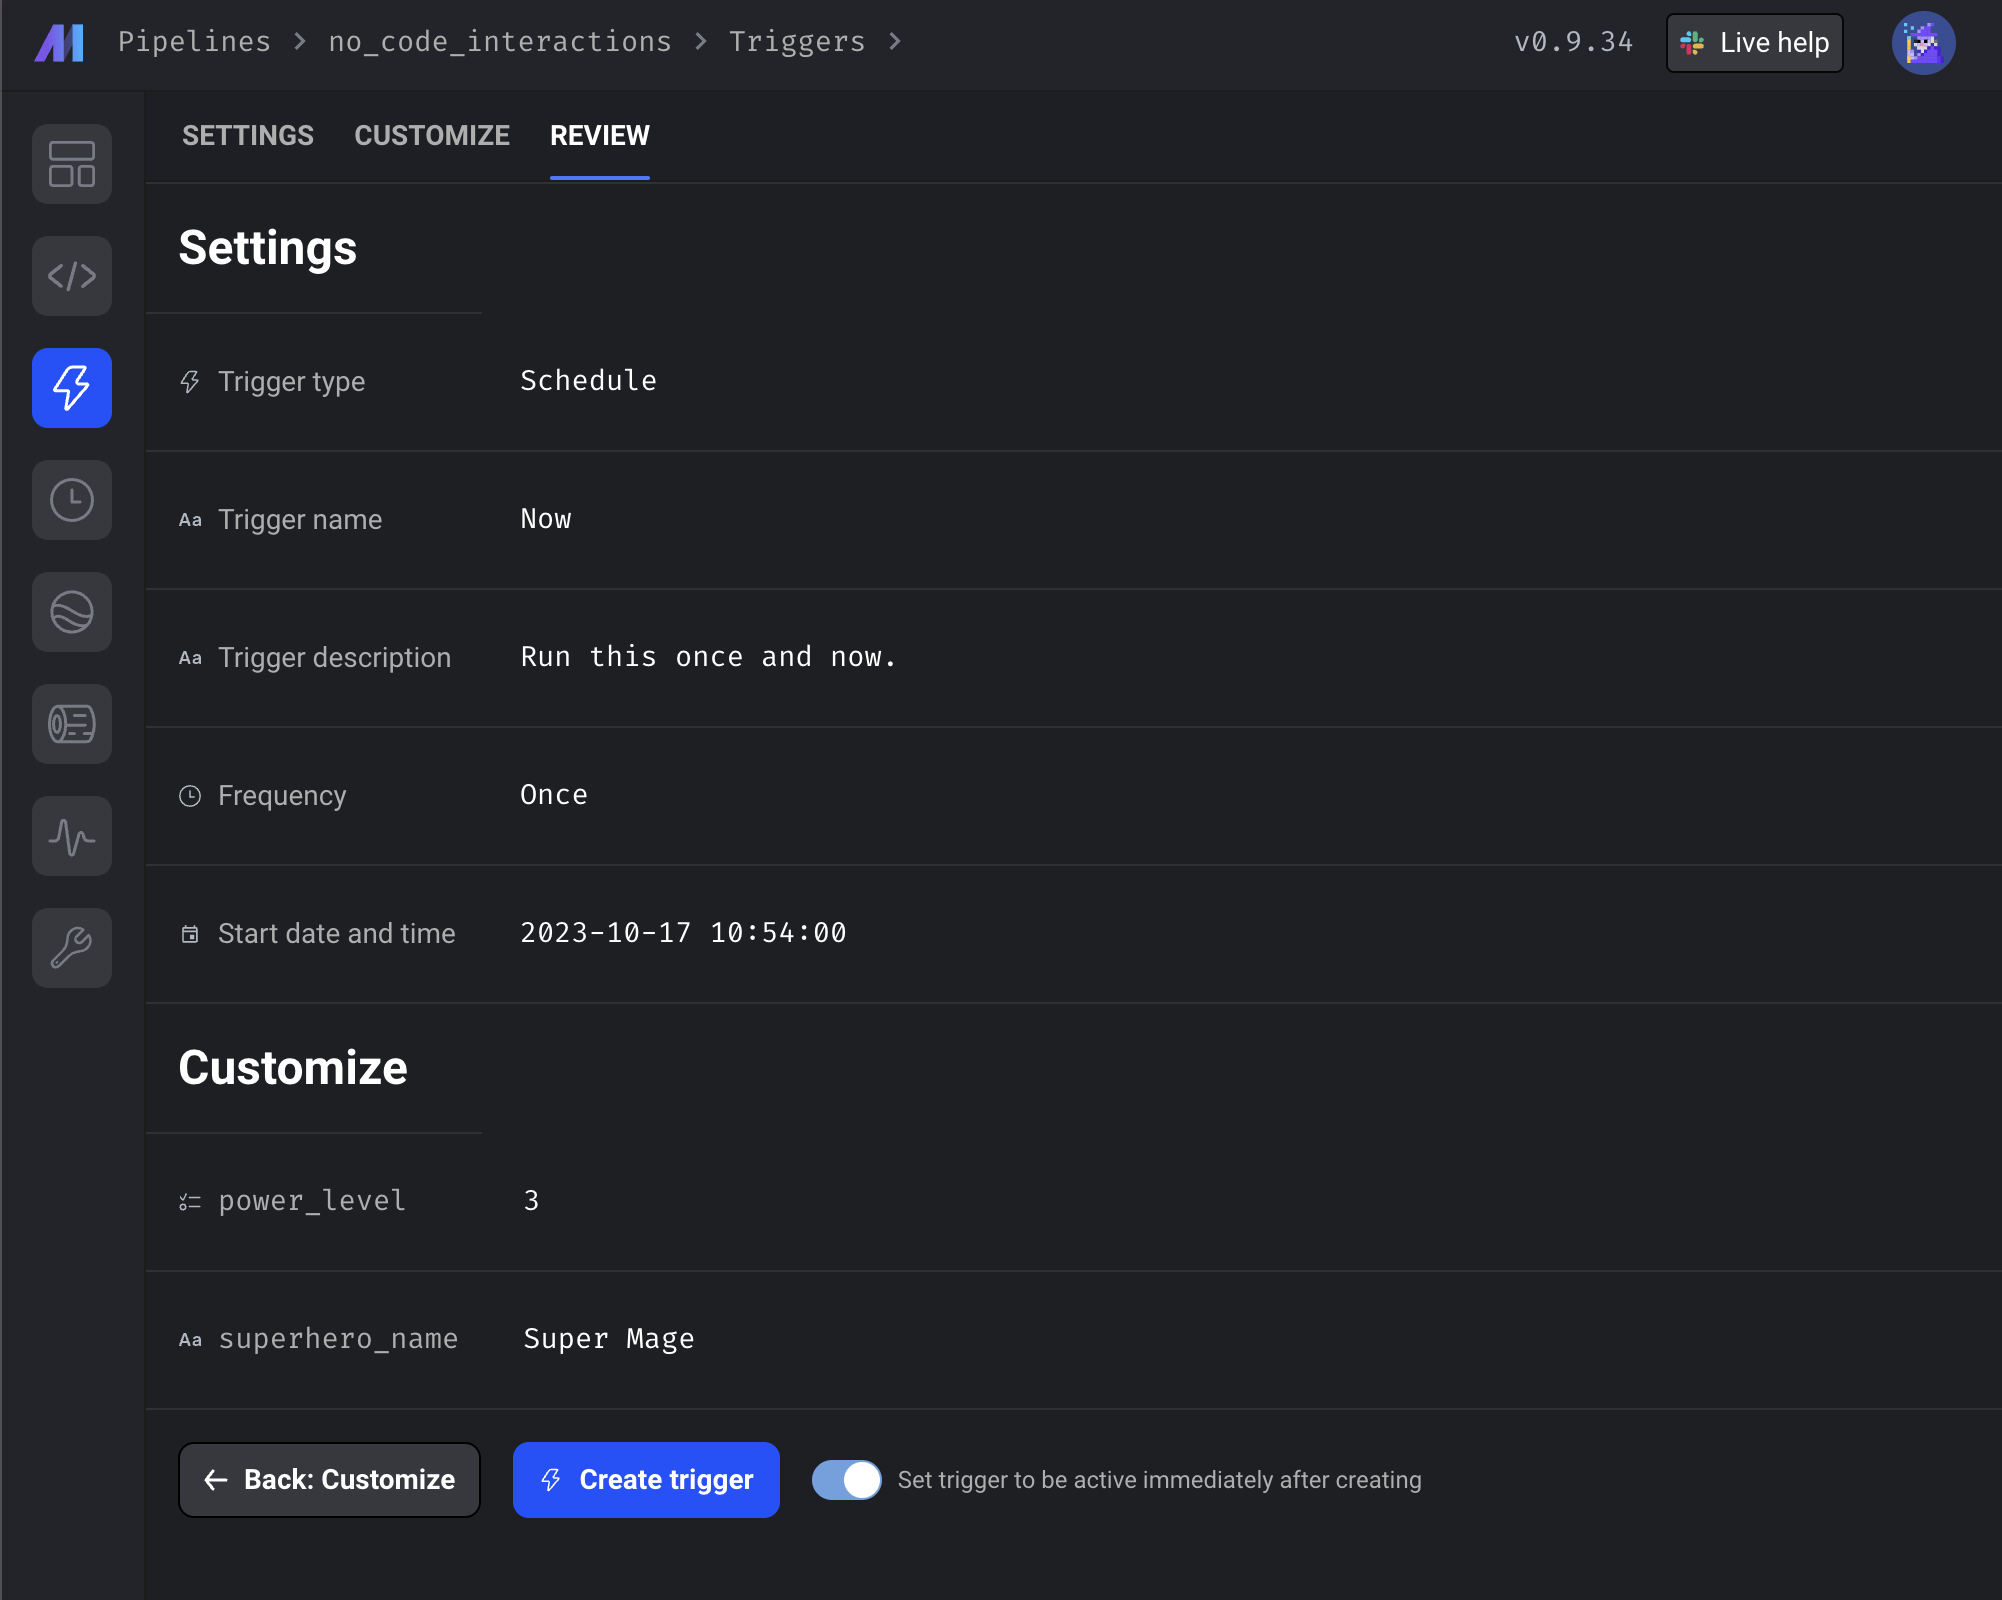 Pipelines > no_code_interactions > Triggers >
v0.9.34
Live help
SETTINGS CUSTOMIZE REVIEW
Settings
Trigger type Schedule
Aa Trigger name Now
Aa Trigger description Run this once and now.
Frequency Once
Start date and time 2023-10-17 10:54:00
Customize
power_level 3
Aa superhero_name Super Mage
Back: Customize Create trigger Set trigger to be active immediately after creating